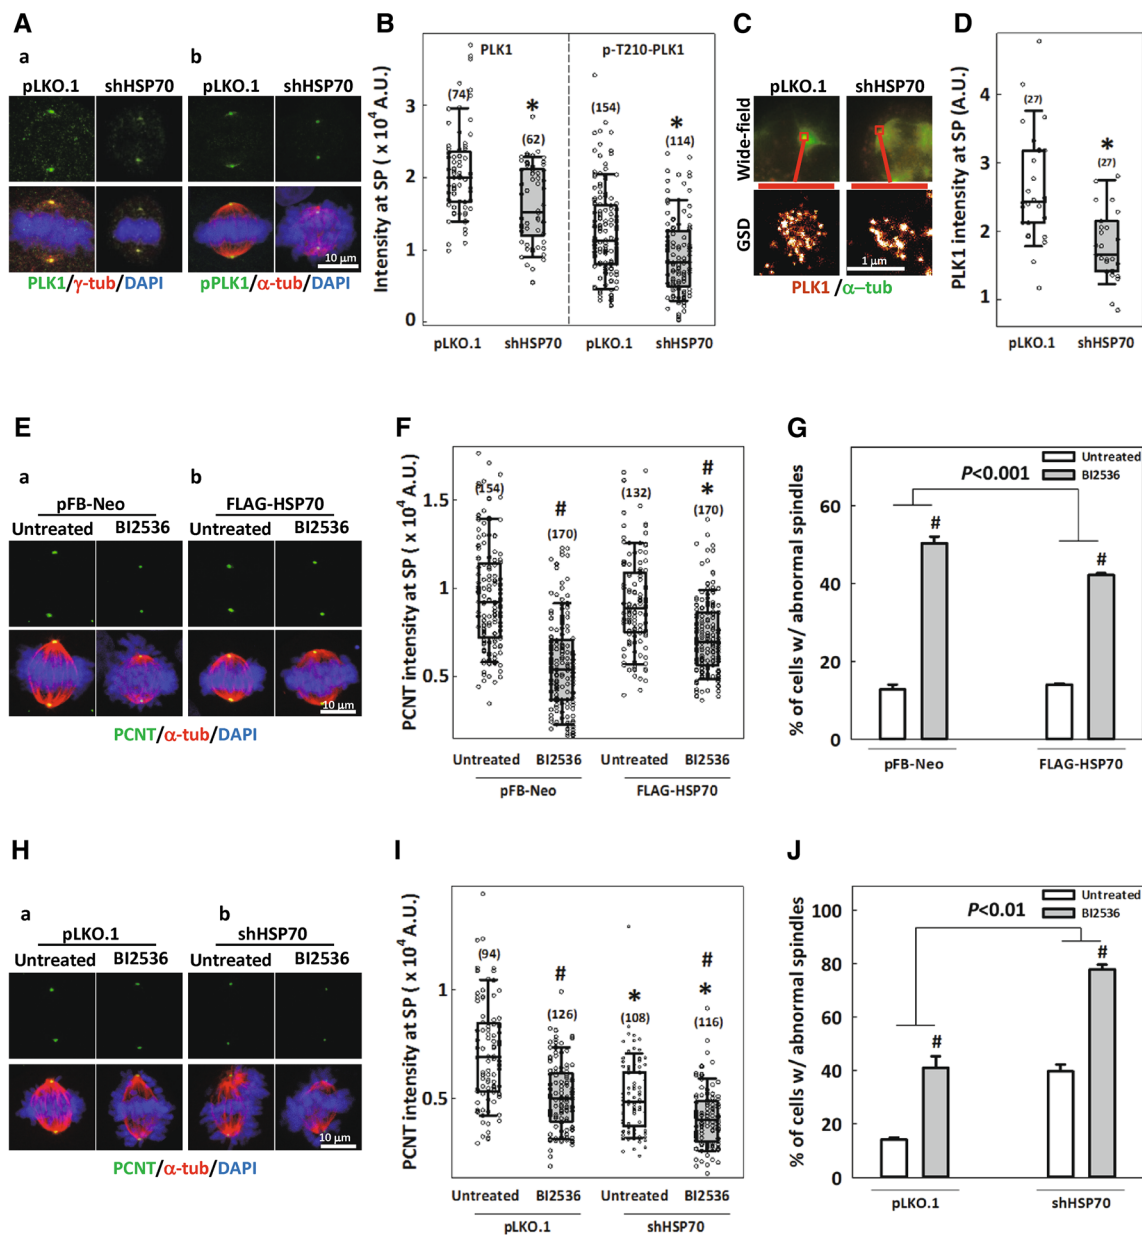 A
a
b
pLKO.1 shHSP70 pLKO.1 shHSP70
10 µm
PLK1/γ-tub/DAPI pPLK1/α-tub/DAPI
B
Intensity at SP ( x 10⁴ A.U.)
PLK1 p-T210-PLK1
3
2
1
0
(74)
*
(62)
(154)
*
(114)
pLKO.1 shHSP70 pLKO.1 shHSP70
C
pLKO.1 shHSP70
Wide-field
GSD
1 µm
PLK1 /α–tub
D
PLK1 intensity at SP (A.U.)
4
3
2
1
(27)
*
(27)
pLKO.1 shHSP70
E
a
b
pFB-Neo FLAG-HSP70
Untreated BI2536 Untreated BI2536
10 µm
PCNT/α-tub/DAPI
F
PCNT intensity at SP ( x 10⁴ A.U.)
1.5
1
0.5
(154)
#
(170)
(132)
#
*
(170)
Untreated BI2536 Untreated BI2536
pFB-Neo FLAG-HSP70
G
% of cells w/ abnormal spindles
60
40
20
0
Untreated
BI2536
P<0.001
#
#
pFB-Neo FLAG-HSP70
H
a
b
pLKO.1 shHSP70
Untreated BI2536 Untreated BI2536
10 µm
PCNT/α-tub/DAPI
I
PCNT intensity at SP ( x 10⁴ A.U.)
1
0.5
(94)
#
(126)
*
(108)
#
*
(116)
Untreated BI2536 Untreated BI2536
pLKO.1 shHSP70
J
% of cells w/ abnormal spindles
100
80
60
40
20
0
Untreated
BI2536
P<0.01
#
#
pLKO.1 shHSP70